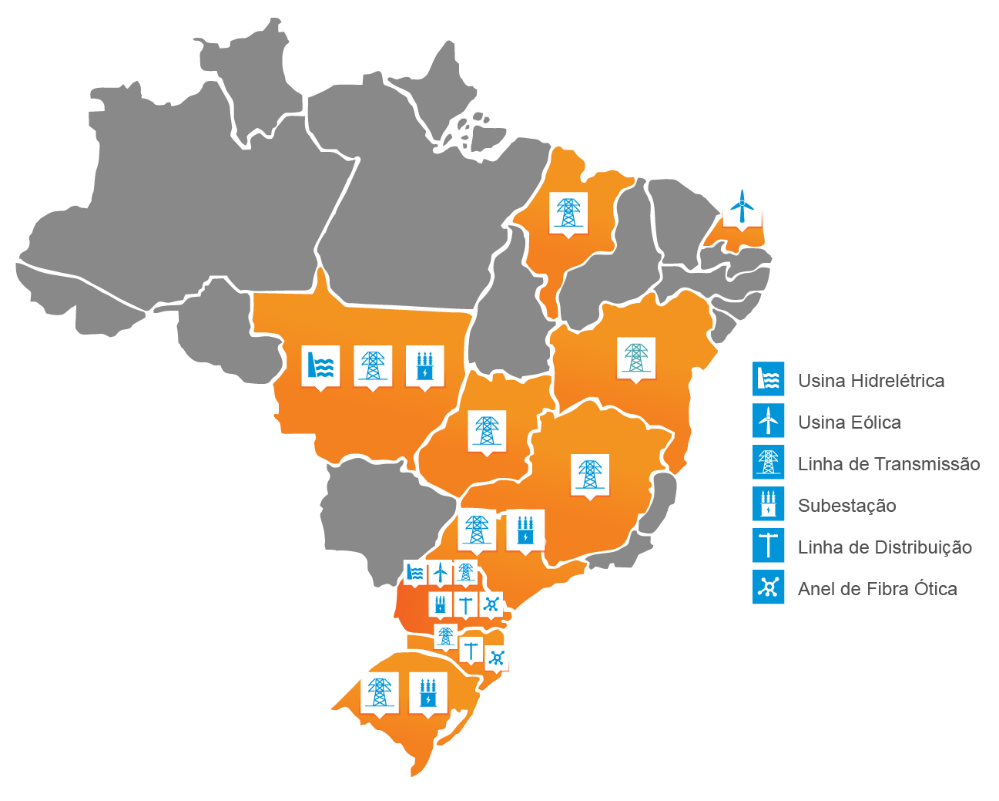 Usina Hidrelétrica
Usina Eólica
Linha de Transmissão
Subestação
Linha de Distribuição
Anel de Fibra Ótica